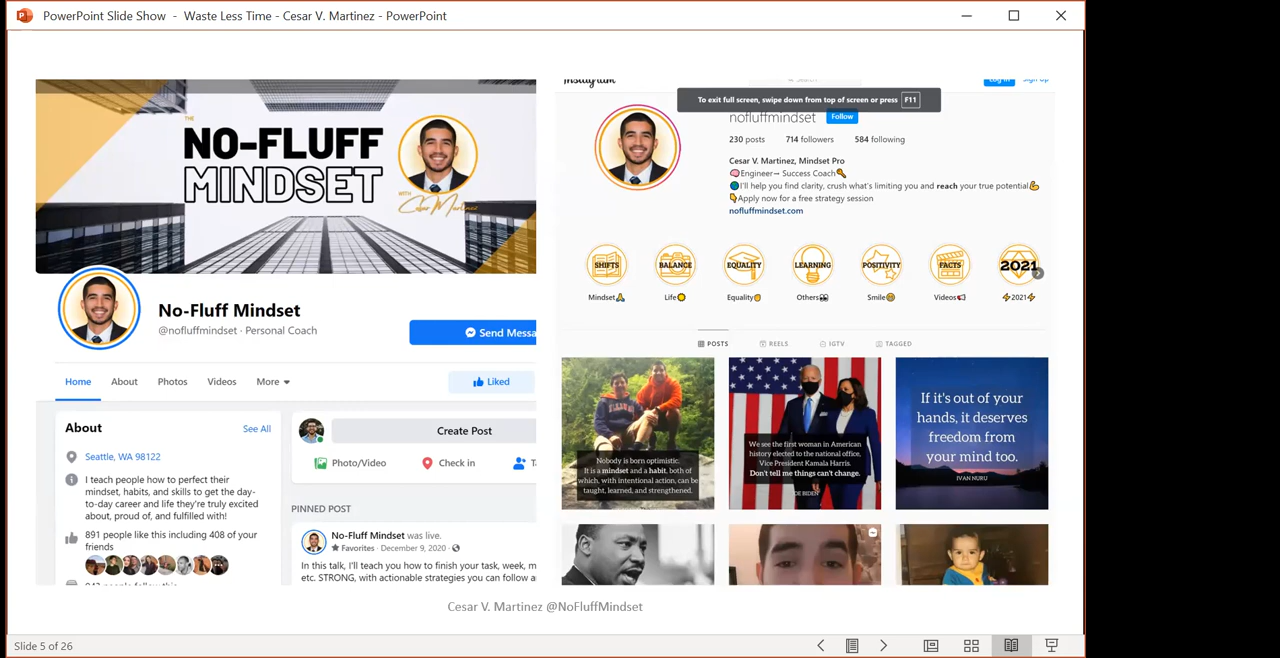 PowerPoint Slide Show - Waste Less Time - Cesar V. Martinez - PowerPoint
THE
NO-FLUFF
MINDSET
WITH
Cesar Martinez
No-Fluff Mindset
@nofluffmindset · Personal Coach
Send Messa
Home About Photos Videos More
Liked
About See All
Seattle, WA 98122
I teach people how to perfect their
mindset, habits, and skills to get the day-
to-day career and life they're truly excited
about, proud of, and fulfilled with!
891 people like this including 408 of your
friends
Create Post
Photo/Video Check in T
PINNED POST
No-Fluff Mindset was live.
Favorites · December 9, 2020 ·
In this talk, I'll teach you how to finish your task, week, m
etc. STRONG, with actionable strategies you can follow a
Instagram
Search
Log In Sign Up
To exit full screen, swipe down from top of screen or press F11
nofluffmindset Follow
230 posts 714 followers 584 following
Cesar V. Martinez, Mindset Pro
🧠Engineer→ Success Coach🔑
🌎I'll help you find clarity, crush what's limiting you and reach your true potential💪
👇Apply now for a free strategy session
nofluffmindset.com
SHIFTS BALANCE EQUALITY LEARNING POSITIVITY FACTS 2021
Mindset🙏 Life🌞 Equality✊ Others👀 Smile😄 Videos📢 ⚡2021⚡
POSTS REELS IGTV TAGGED
Nobody is born optimistic.
It is a mindset and a habit, both of
which, with intentional action, can be
taught, learned, and strengthened.
We see the first woman in American
history elected to the national office,
Vice President Kamala Harris.
Don't tell me things can't change.
JOE BIDEN
If it's out of your
hands, it deserves
freedom from
your mind too.
IVAN NURU
Cesar V. Martinez @NoFluffMindset
Slide 5 of 26